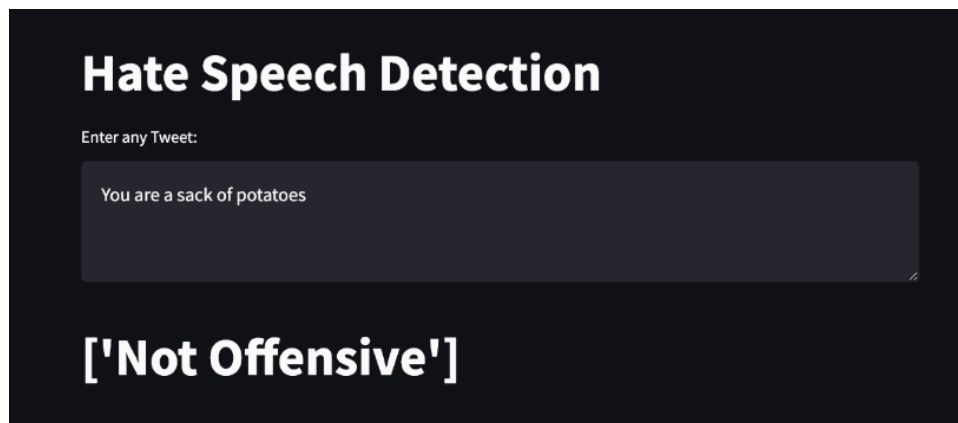 Hate Speech Detection
Enter any Tweet:
You are a sack of potatoes
['Not Offensive']